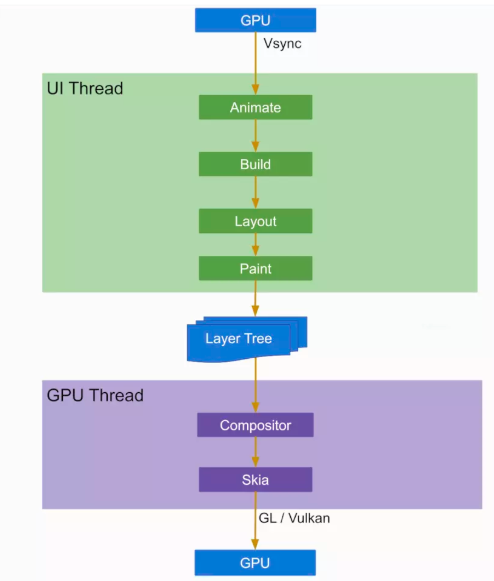 GPU
Vsync
UI Thread
Animate
Build
Layout
Paint
Layer Tree
GPU Thread
Compositor
Skia
GL / Vulkan
GPU